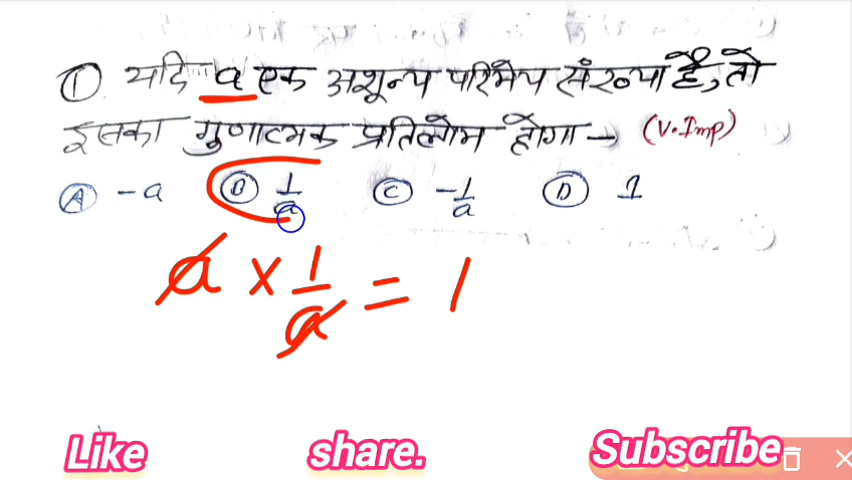 ① यदि a एक अशून्य परिमेय संख्या है, तो
इसका गुणात्मक प्रतिलोम होगा → (V.Imp)
Ⓐ -a Ⓑ 1/a Ⓒ -1/a Ⓓ 1
a × 1/a = 1
Like share. Subscribe